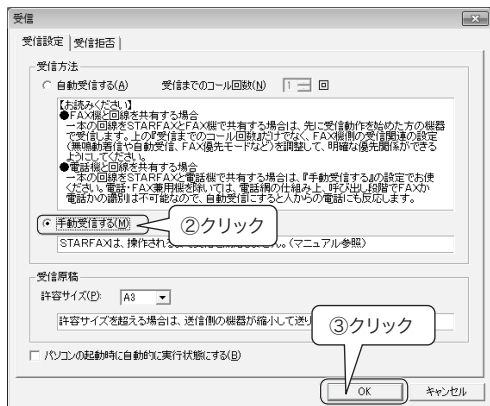 受信
受信設定 受信拒否
受信方法
自動受信する(A) 受信までのコール回数(N) 1 回
【お読みください】
●FAX機と回線を共有する場合
一本の回線をSTARFAXとFAX機で共有する場合は、先に受信動作を始めた方の機器
で受信します。上の『受信までのコール回数』だけでなく、FAX機側の受信関連の設定
(無鳴動着信や自動受信、FAX優先モードなど)を調整して、明確な優先関係ができる
ようにしてください。
●電話機と回線を共有する場合
一本の回線をSTARFAXと電話機で共有する場合は、『手動受信する』の設定でお使
ください。電話・FAX兼用機を除いては、電話網の仕組み上、呼び出し段階でFAXか
電話かの識別は不可能なので、自動受信にすると人からの電話にも反応します。
手動受信する(M)
②クリック
STARFAXは、操作され ん。(マニュアル参照)
受信原稿
許容サイズ(P): A3
許容サイズを超える場合は、送信側の機器が縮小して送り
③クリック
パソコンの起動時に自動的に実行状態にする(B)
OK キャンセル